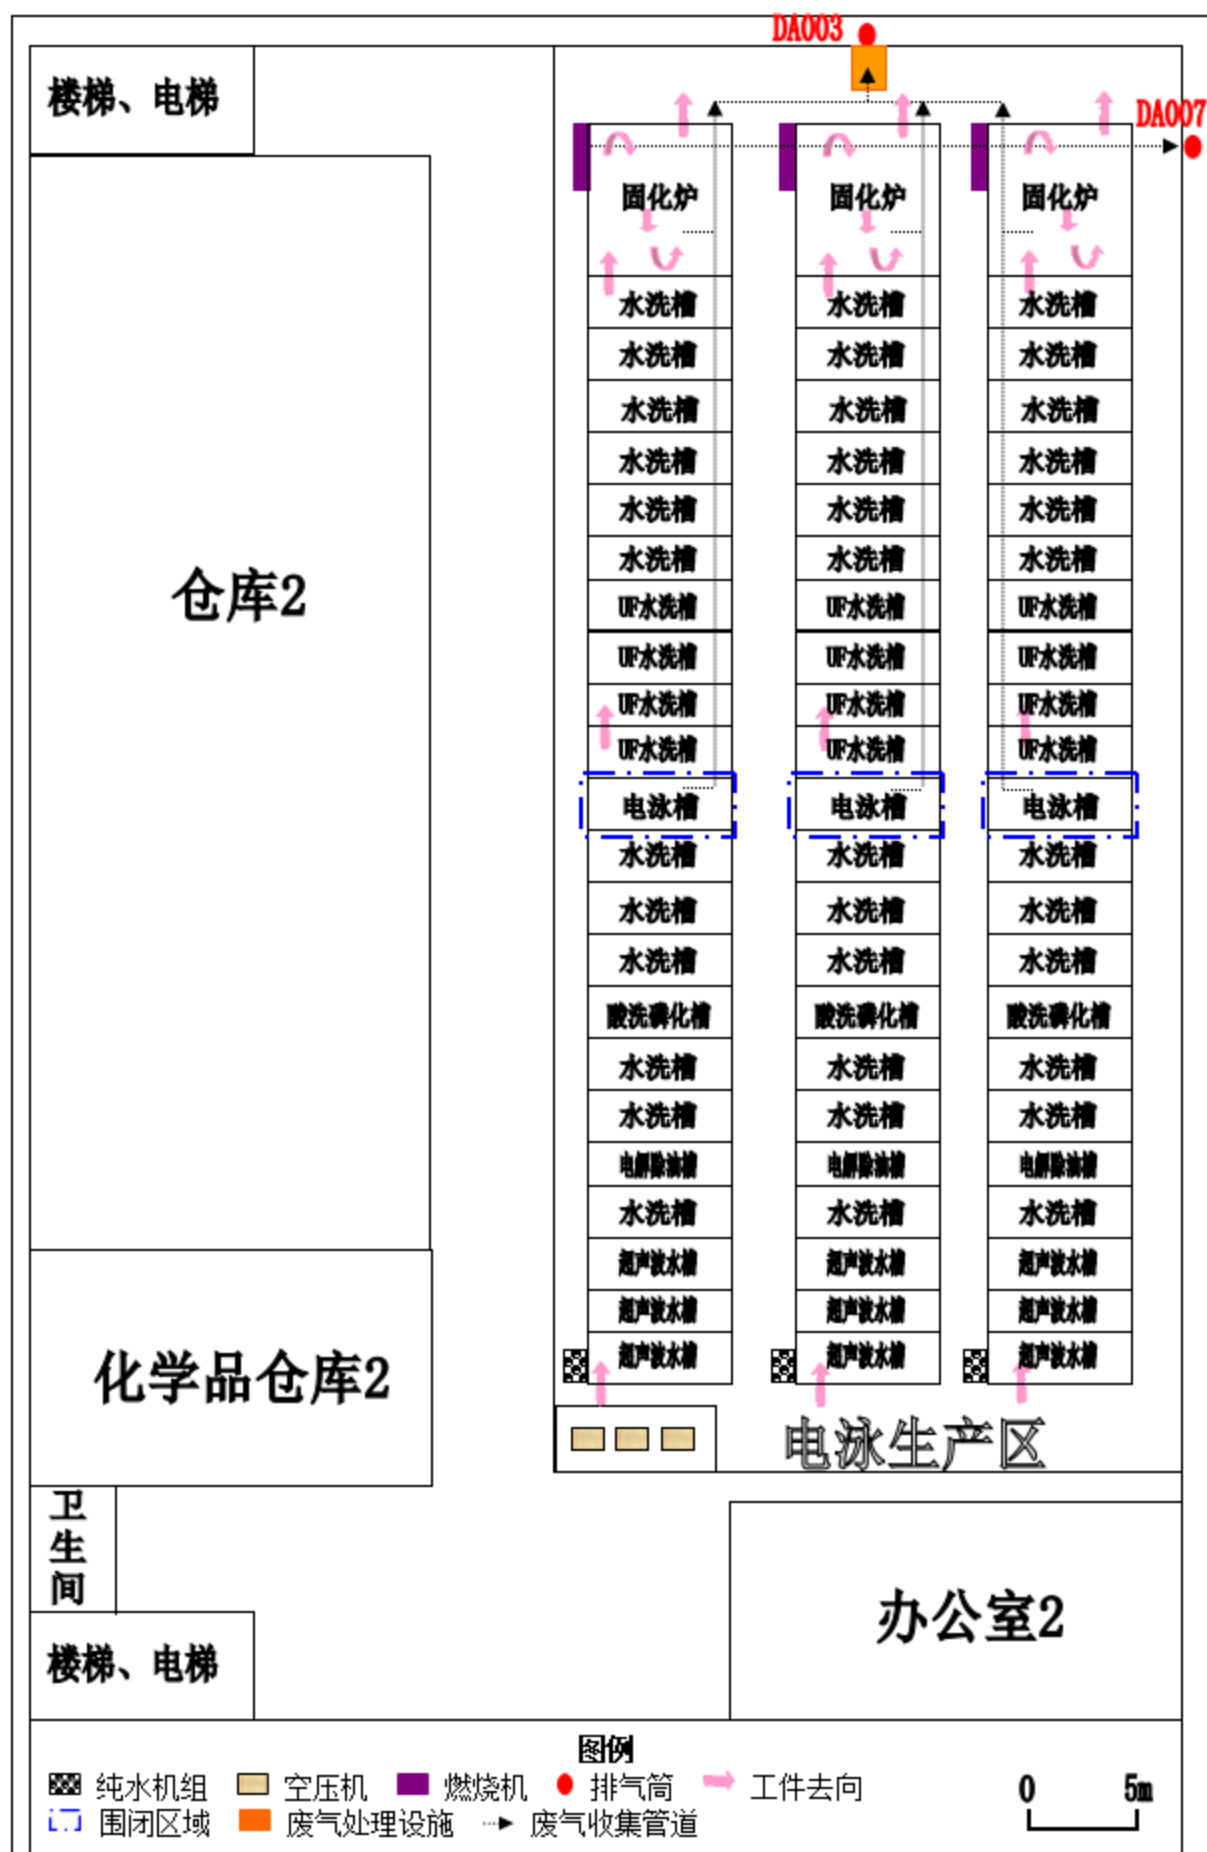 DA003
楼梯、电梯
DA007
固化炉 固化炉 固化炉
水洗槽 水洗槽 水洗槽
水洗槽 水洗槽 水洗槽
水洗槽 水洗槽 水洗槽
水洗槽 水洗槽 水洗槽
水洗槽 水洗槽 水洗槽
水洗槽 水洗槽 水洗槽
仓库2
UF水洗槽 UF水洗槽 UF水洗槽
UF水洗槽 UF水洗槽 UF水洗槽
UF水洗槽 UF水洗槽 UF水洗槽
UF水洗槽 UF水洗槽 UF水洗槽
电泳槽 电泳槽 电泳槽
水洗槽 水洗槽 水洗槽
水洗槽 水洗槽 水洗槽
水洗槽 水洗槽 水洗槽
酸洗磷化槽 酸洗磷化槽 酸洗磷化槽
水洗槽 水洗槽 水洗槽
水洗槽 水洗槽 水洗槽
电解除油槽 电解除油槽 电解除油槽
水洗槽 水洗槽 水洗槽
超声波水槽 超声波水槽 超声波水槽
超声波水槽 超声波水槽 超声波水槽
超声波水槽 超声波水槽 超声波水槽
化学品仓库2
电泳生产区
卫生间
办公室2
楼梯、电梯
图例
纯水机组 空压机 燃烧机 排气筒 工件去向 0 5m
围闭区域 废气处理设施 废气收集管道